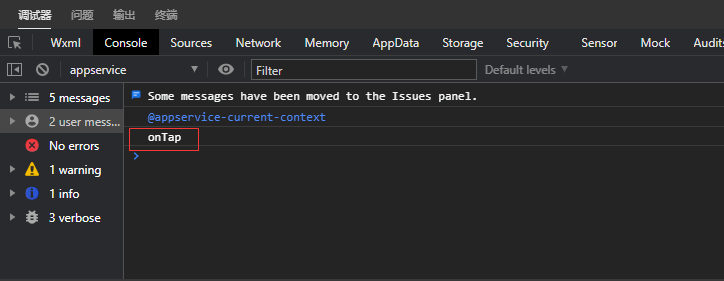 调试器 问题 输出 终端
Wxml Console Sources Network Memory AppData Storage Security Sensor Mock Audits
appservice Filter Default levels
5 messages
2 user mess...
No errors
1 warning
1 info
3 verbose
Some messages have been moved to the Issues panel.
@appservice-current-context
onTap